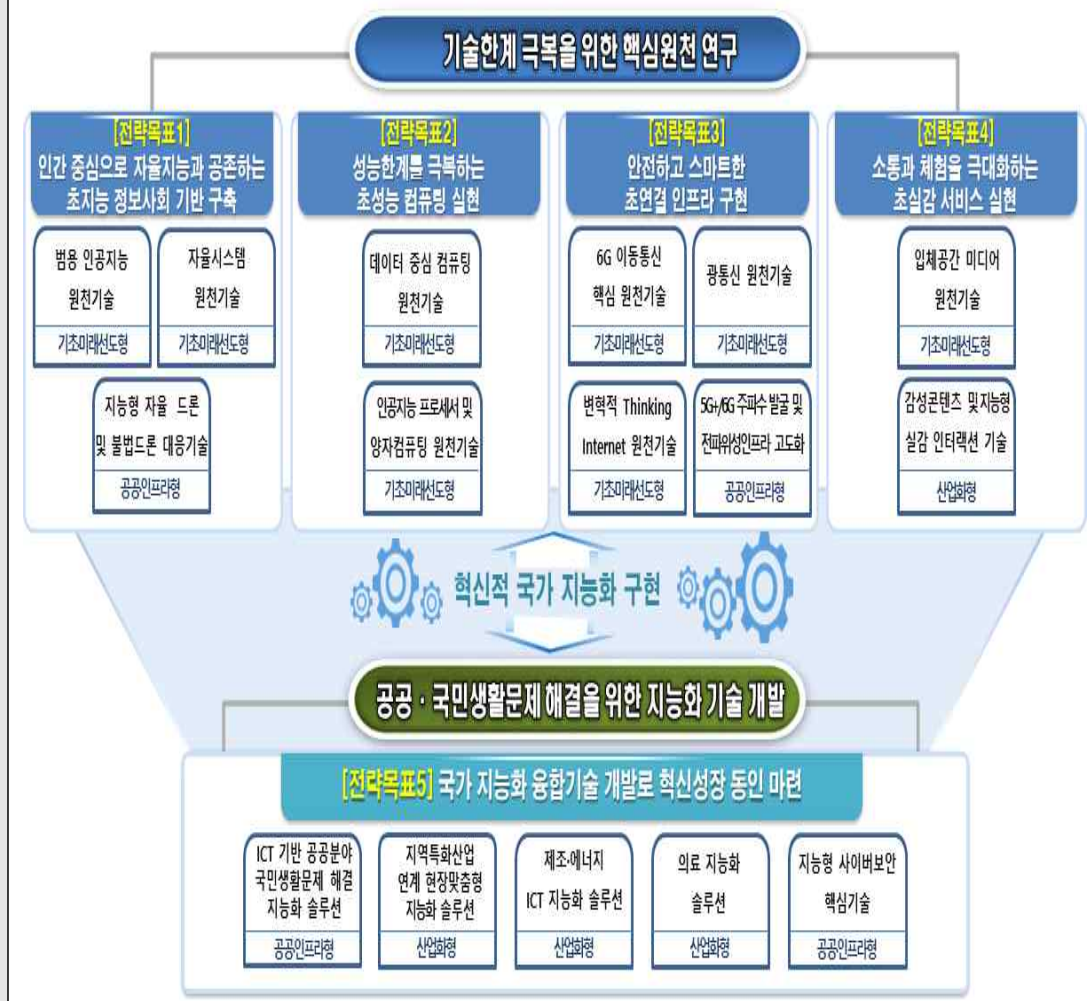 기술한계 극복을 위한 핵심원천 연구
[전략목표1]
인간 중심으로 자율지능과 공존하는
초지능 정보사회 기반 구축
범용 인공지능
원천기술
기초미래선도형
자율시스템
원천기술
기초미래선도형
지능형 자율 드론
및 불법드론 대응기술
공공인프라형
[전략목표2]
성능한계를 극복하는
초성능 컴퓨팅 실현
데이터 중심 컴퓨팅
원천기술
기초미래선도형
인공지능 프로세서 및
양자컴퓨팅 원천기술
기초미래선도형
[전략목표3]
안전하고 스마트한
초연결 인프라 구현
6G 이동통신
핵심 원천기술
기초미래선도형
광통신 원천기술
기초미래선도형
변혁적 Thinking
Internet 원천기술
기초미래선도형
5G+/6G 주파수 발굴 및
전파위성인프라 고도화
공공인프라형
[전략목표4]
소통과 체험을 극대화하는
초실감 서비스 실현
입체공간 미디어
원천기술
기초미래선도형
감성콘텐츠 및지능형
실감 인터랙션 기술
산업화형
혁신적 국가 지능화 구현
공공·국민생활문제 해결을 위한 지능화 기술 개발
[전략목표5] 국가 지능화 융합기술 개발로 혁신성장 동인 마련
ICT 기반 공공분야
국민생활문제 해결
지능화 솔루션
공공인프라형
지역특화산업
연계 현장맞춤형
지능화 솔루션
산업화형
제조·에너지
ICT 지능화 솔루션
산업화형
의료 지능화
솔루션
산업화형
지능형 사이버보안
핵심기술
공공인프라형